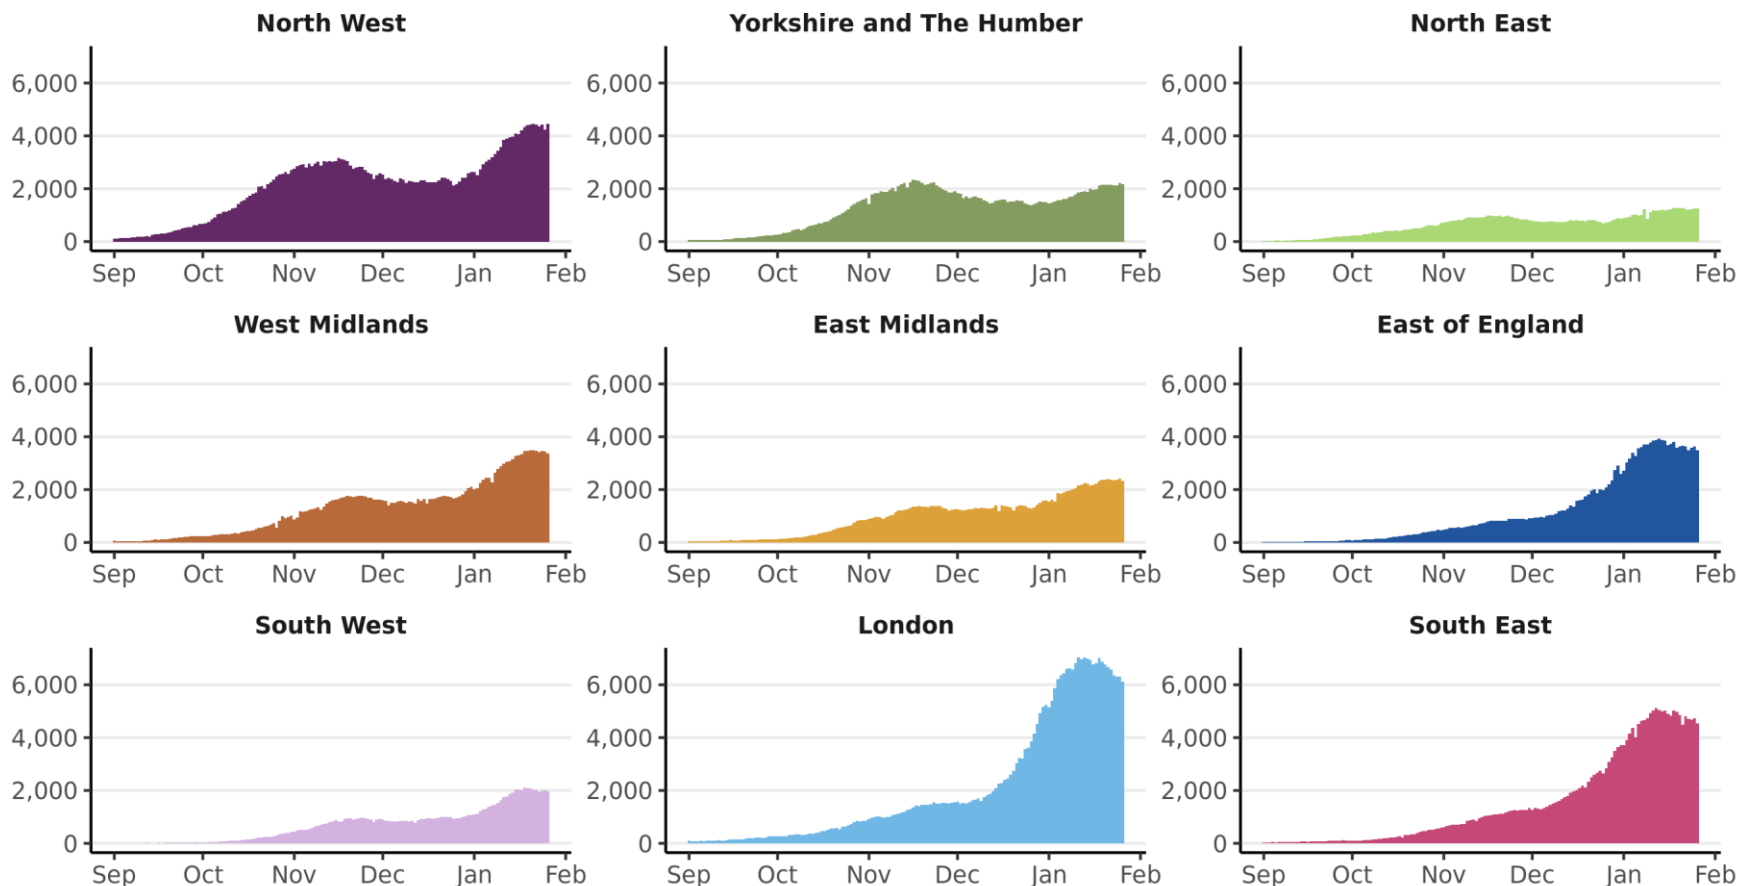 North West Yorkshire and The Humber North East
6,000 6,000 6,000
4,000 4,000 4,000
2,000 2,000 2,000
0 0 0
Sep Oct Nov Dec Jan Feb Sep Oct Nov Dec Jan Feb Sep Oct Nov Dec Jan Feb
West Midlands East Midlands East of England
6,000 6,000 6,000
4,000 4,000 4,000
2,000 2,000 2,000
0 0 0
Sep Oct Nov Dec Jan Feb Sep Oct Nov Dec Jan Feb Sep Oct Nov Dec Jan Feb
South West London South East
6,000 6,000 6,000
4,000 4,000 4,000
2,000 2,000 2,000
0 0 0
Sep Oct Nov Dec Jan Feb Sep Oct Nov Dec Jan Feb Sep Oct Nov Dec Jan Feb